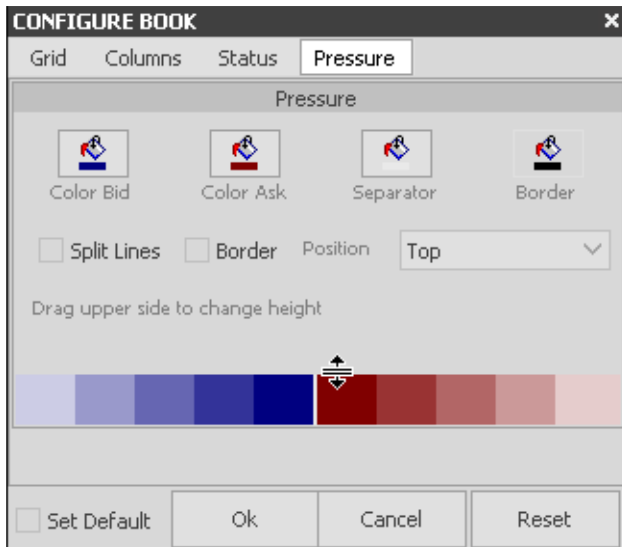 CONFIGURE BOOK
Grid Columns Status Pressure
Pressure
Color Bid Color Ask Separator Border
Split Lines Border Position Top
Drag upper side to change height
Set Default Ok Cancel Reset